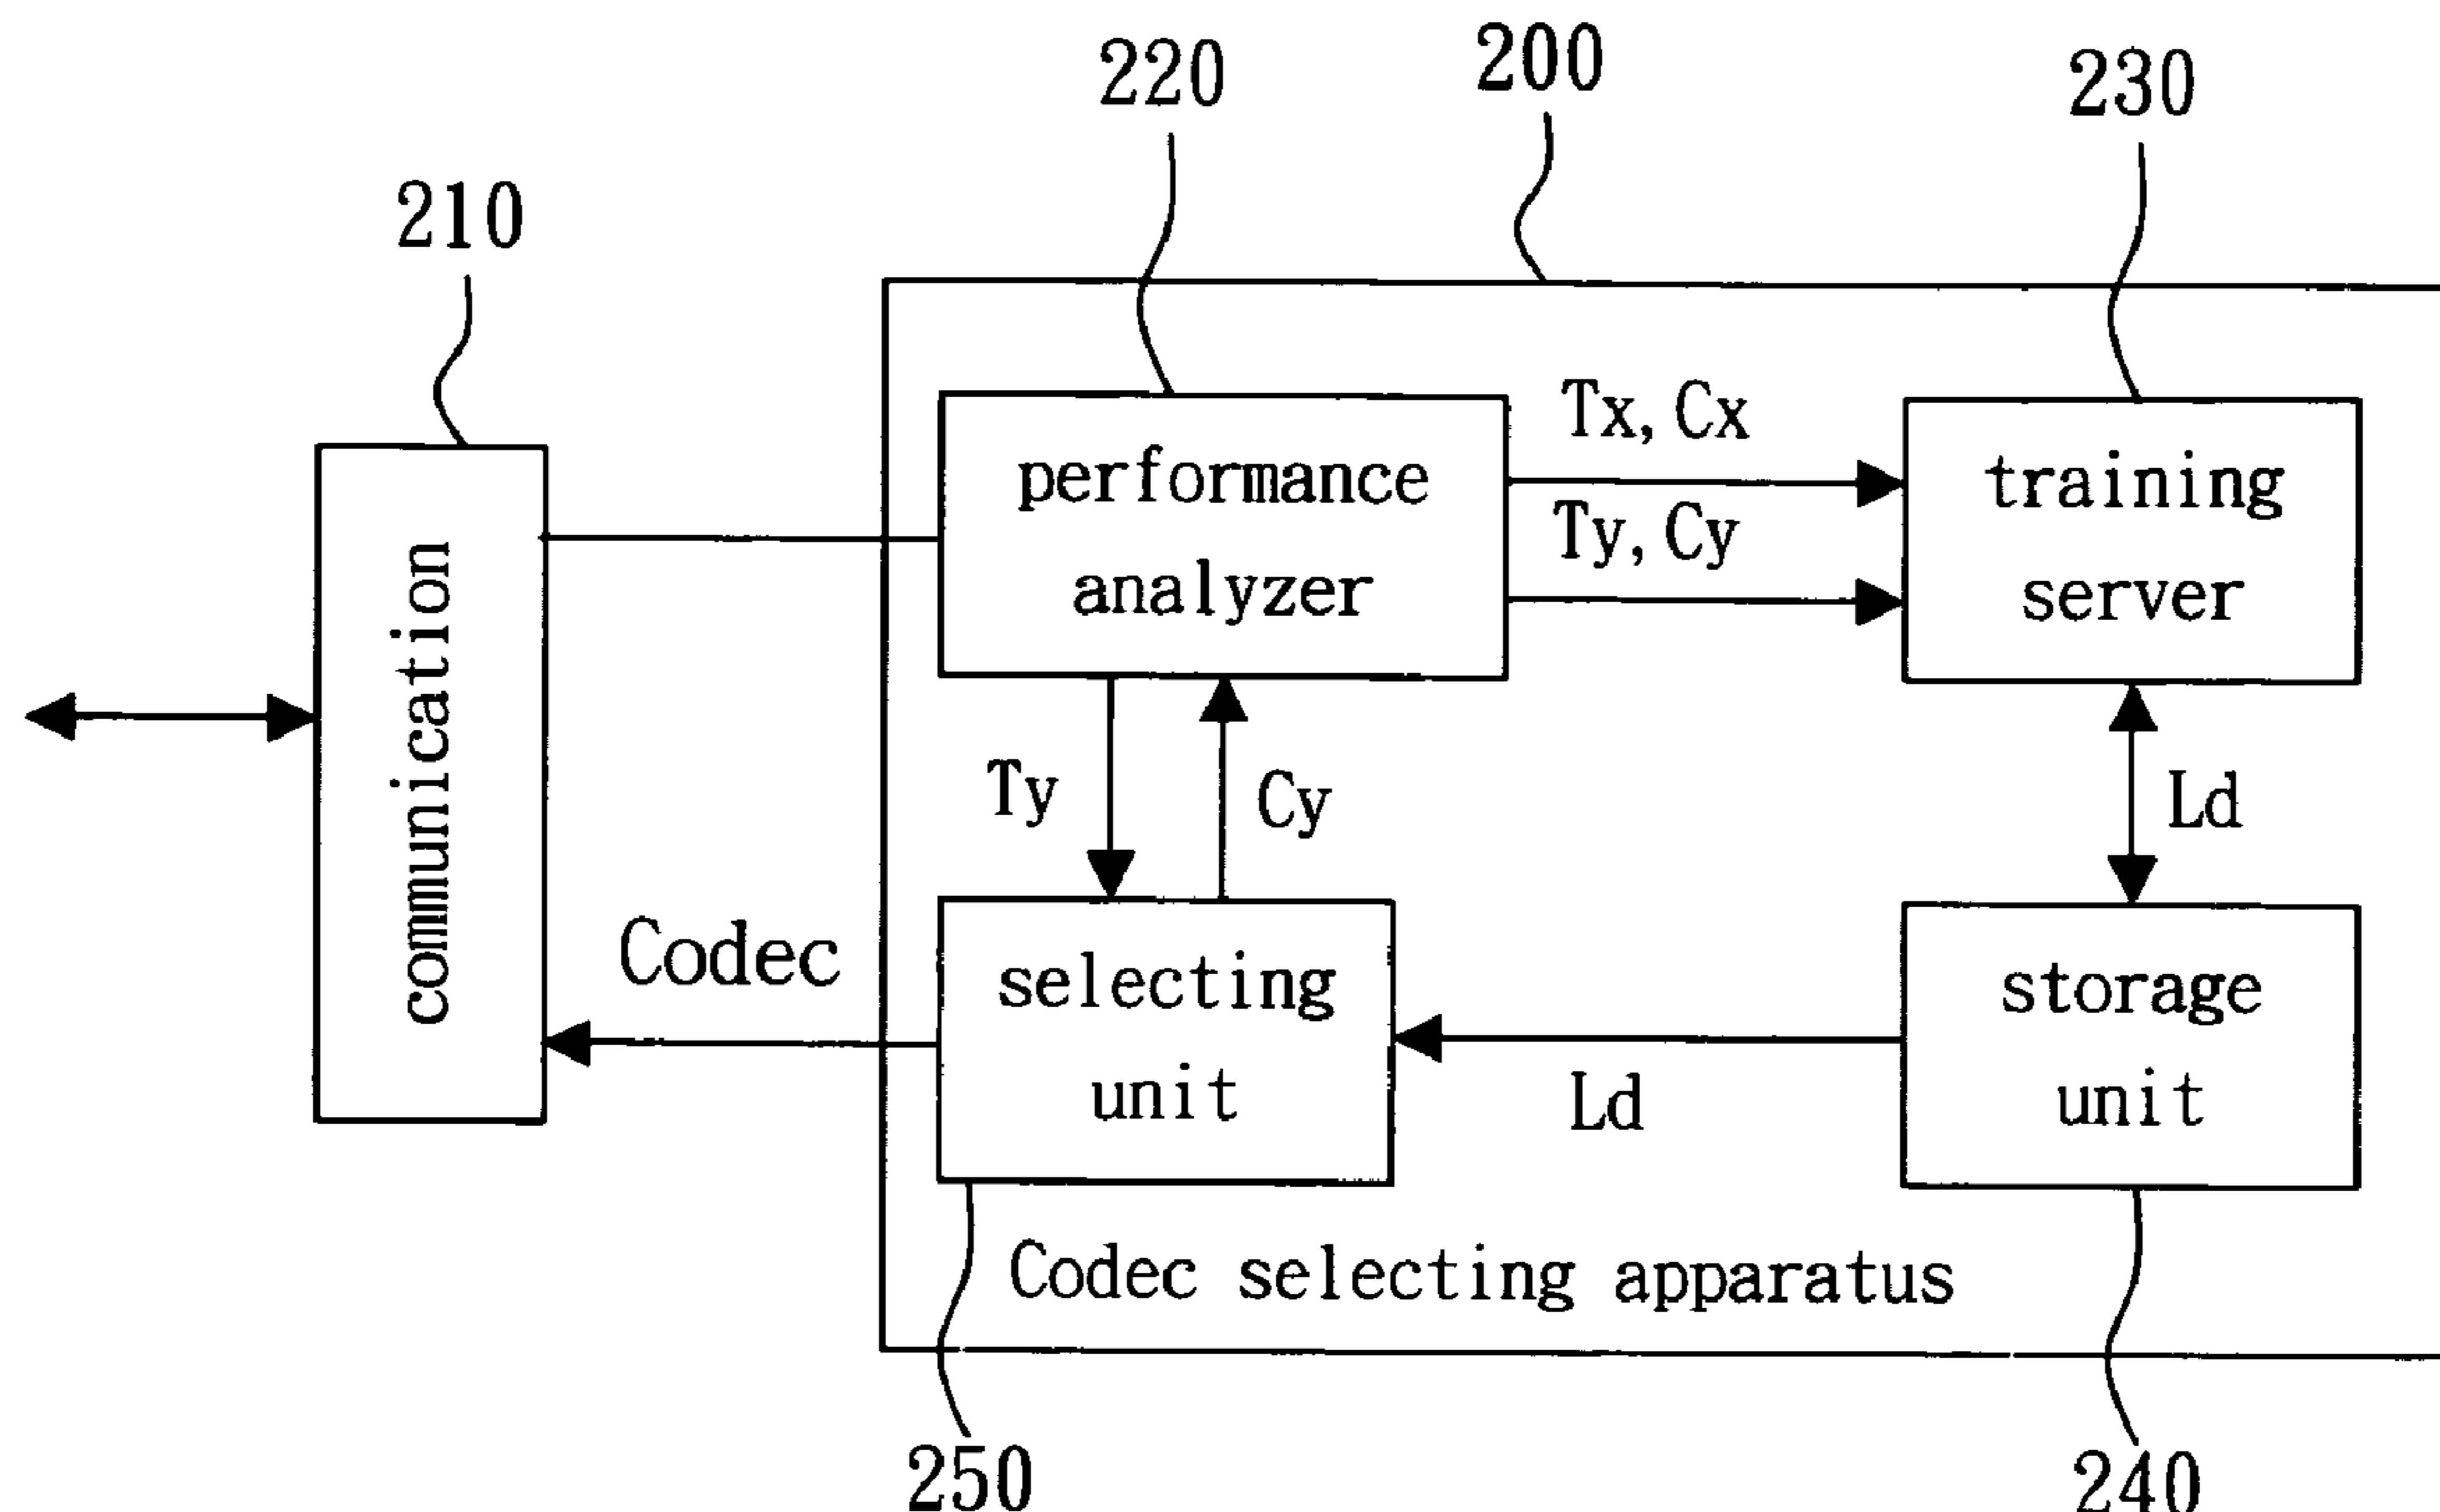 200
220
230
210
performance
analyzer
Tx, Cx
Ty, Cy
training
server
communication
Ty
Cy
Ld
Codec
selecting
unit
Ld
storage
unit
Codec selecting apparatus
250
240